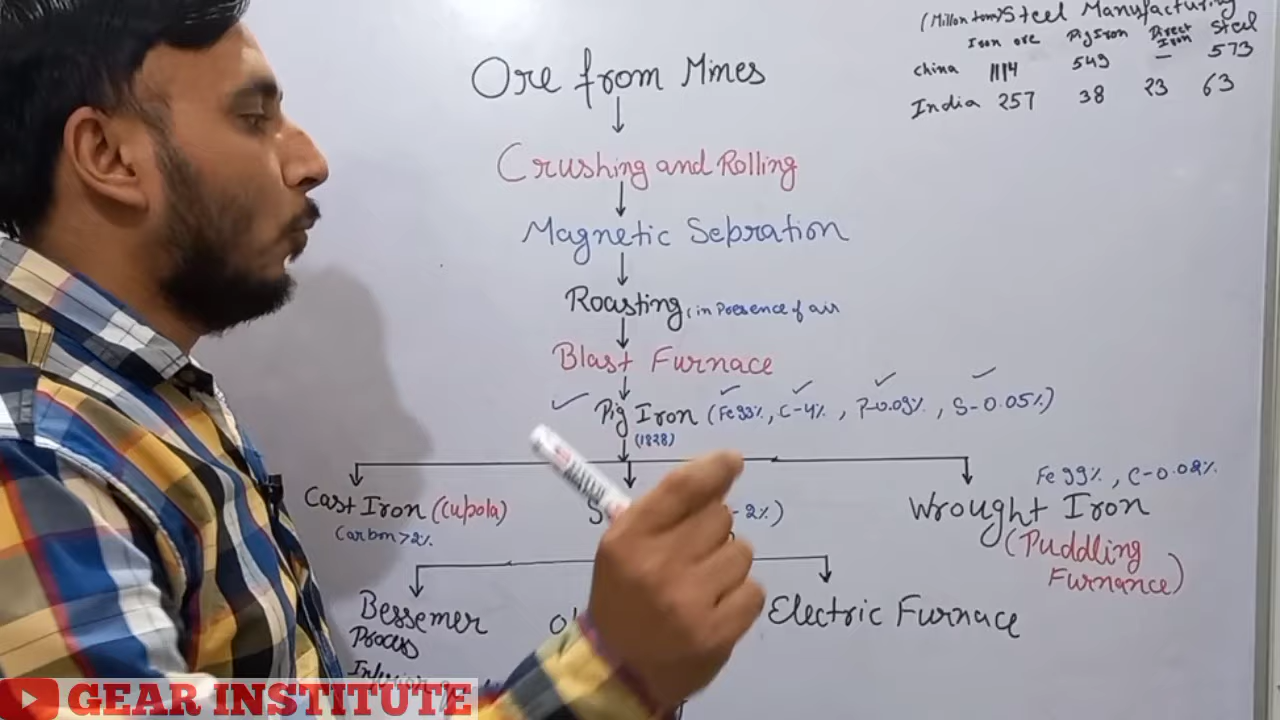 (Millon tom) Steel Manufacturing
Iron ore Pig Iron Direct Iron Steel
China 1114 549 — 573
India 257 38 23 63
Ore from Mines
Crushing and Rolling
Magnetic Sebration
Roasting, in Presence of air
Blast Furnace
Pig Iron (Fe 93%, C-4%, P-0.09%, S-0.05%)
(1828)
Cast Iron (Cupola)
Carbon > 2%
- 2%)
Fe 99%, C-0.08%
Wrought Iron
(Puddling
Furnance)
Bessemer
Process
Electric Furnace
GEAR INSTITUTE